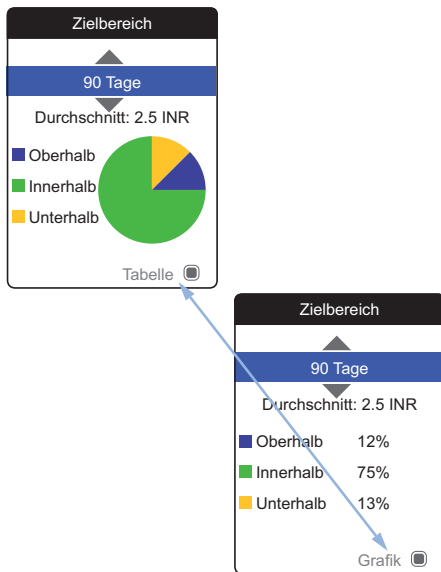 Zielbereich
90 Tage
Durchschnitt: 2.5 INR
Oberhalb
Innerhalb
Unterhalb
Tabelle
Zielbereich
90 Tage
Durchschnitt: 2.5 INR
Oberhalb 12%
Innerhalb 75%
Unterhalb 13%
Grafik